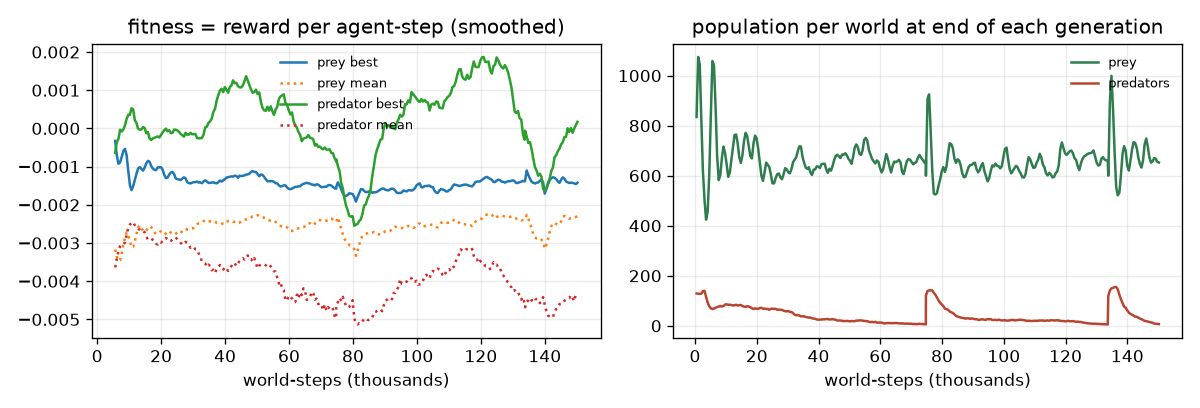 fitness = reward per agent-step (smoothed)
0.002
0.001
0.000
−0.001
−0.002
−0.003
−0.004
−0.005
prey best
prey mean
predator best
predator mean
0 20 40 60 80 100 120 140
world-steps (thousands)
population per world at end of each generation
1000
800
600
400
200
0
prey
predators
0 20 40 60 80 100 120 140
world-steps (thousands)